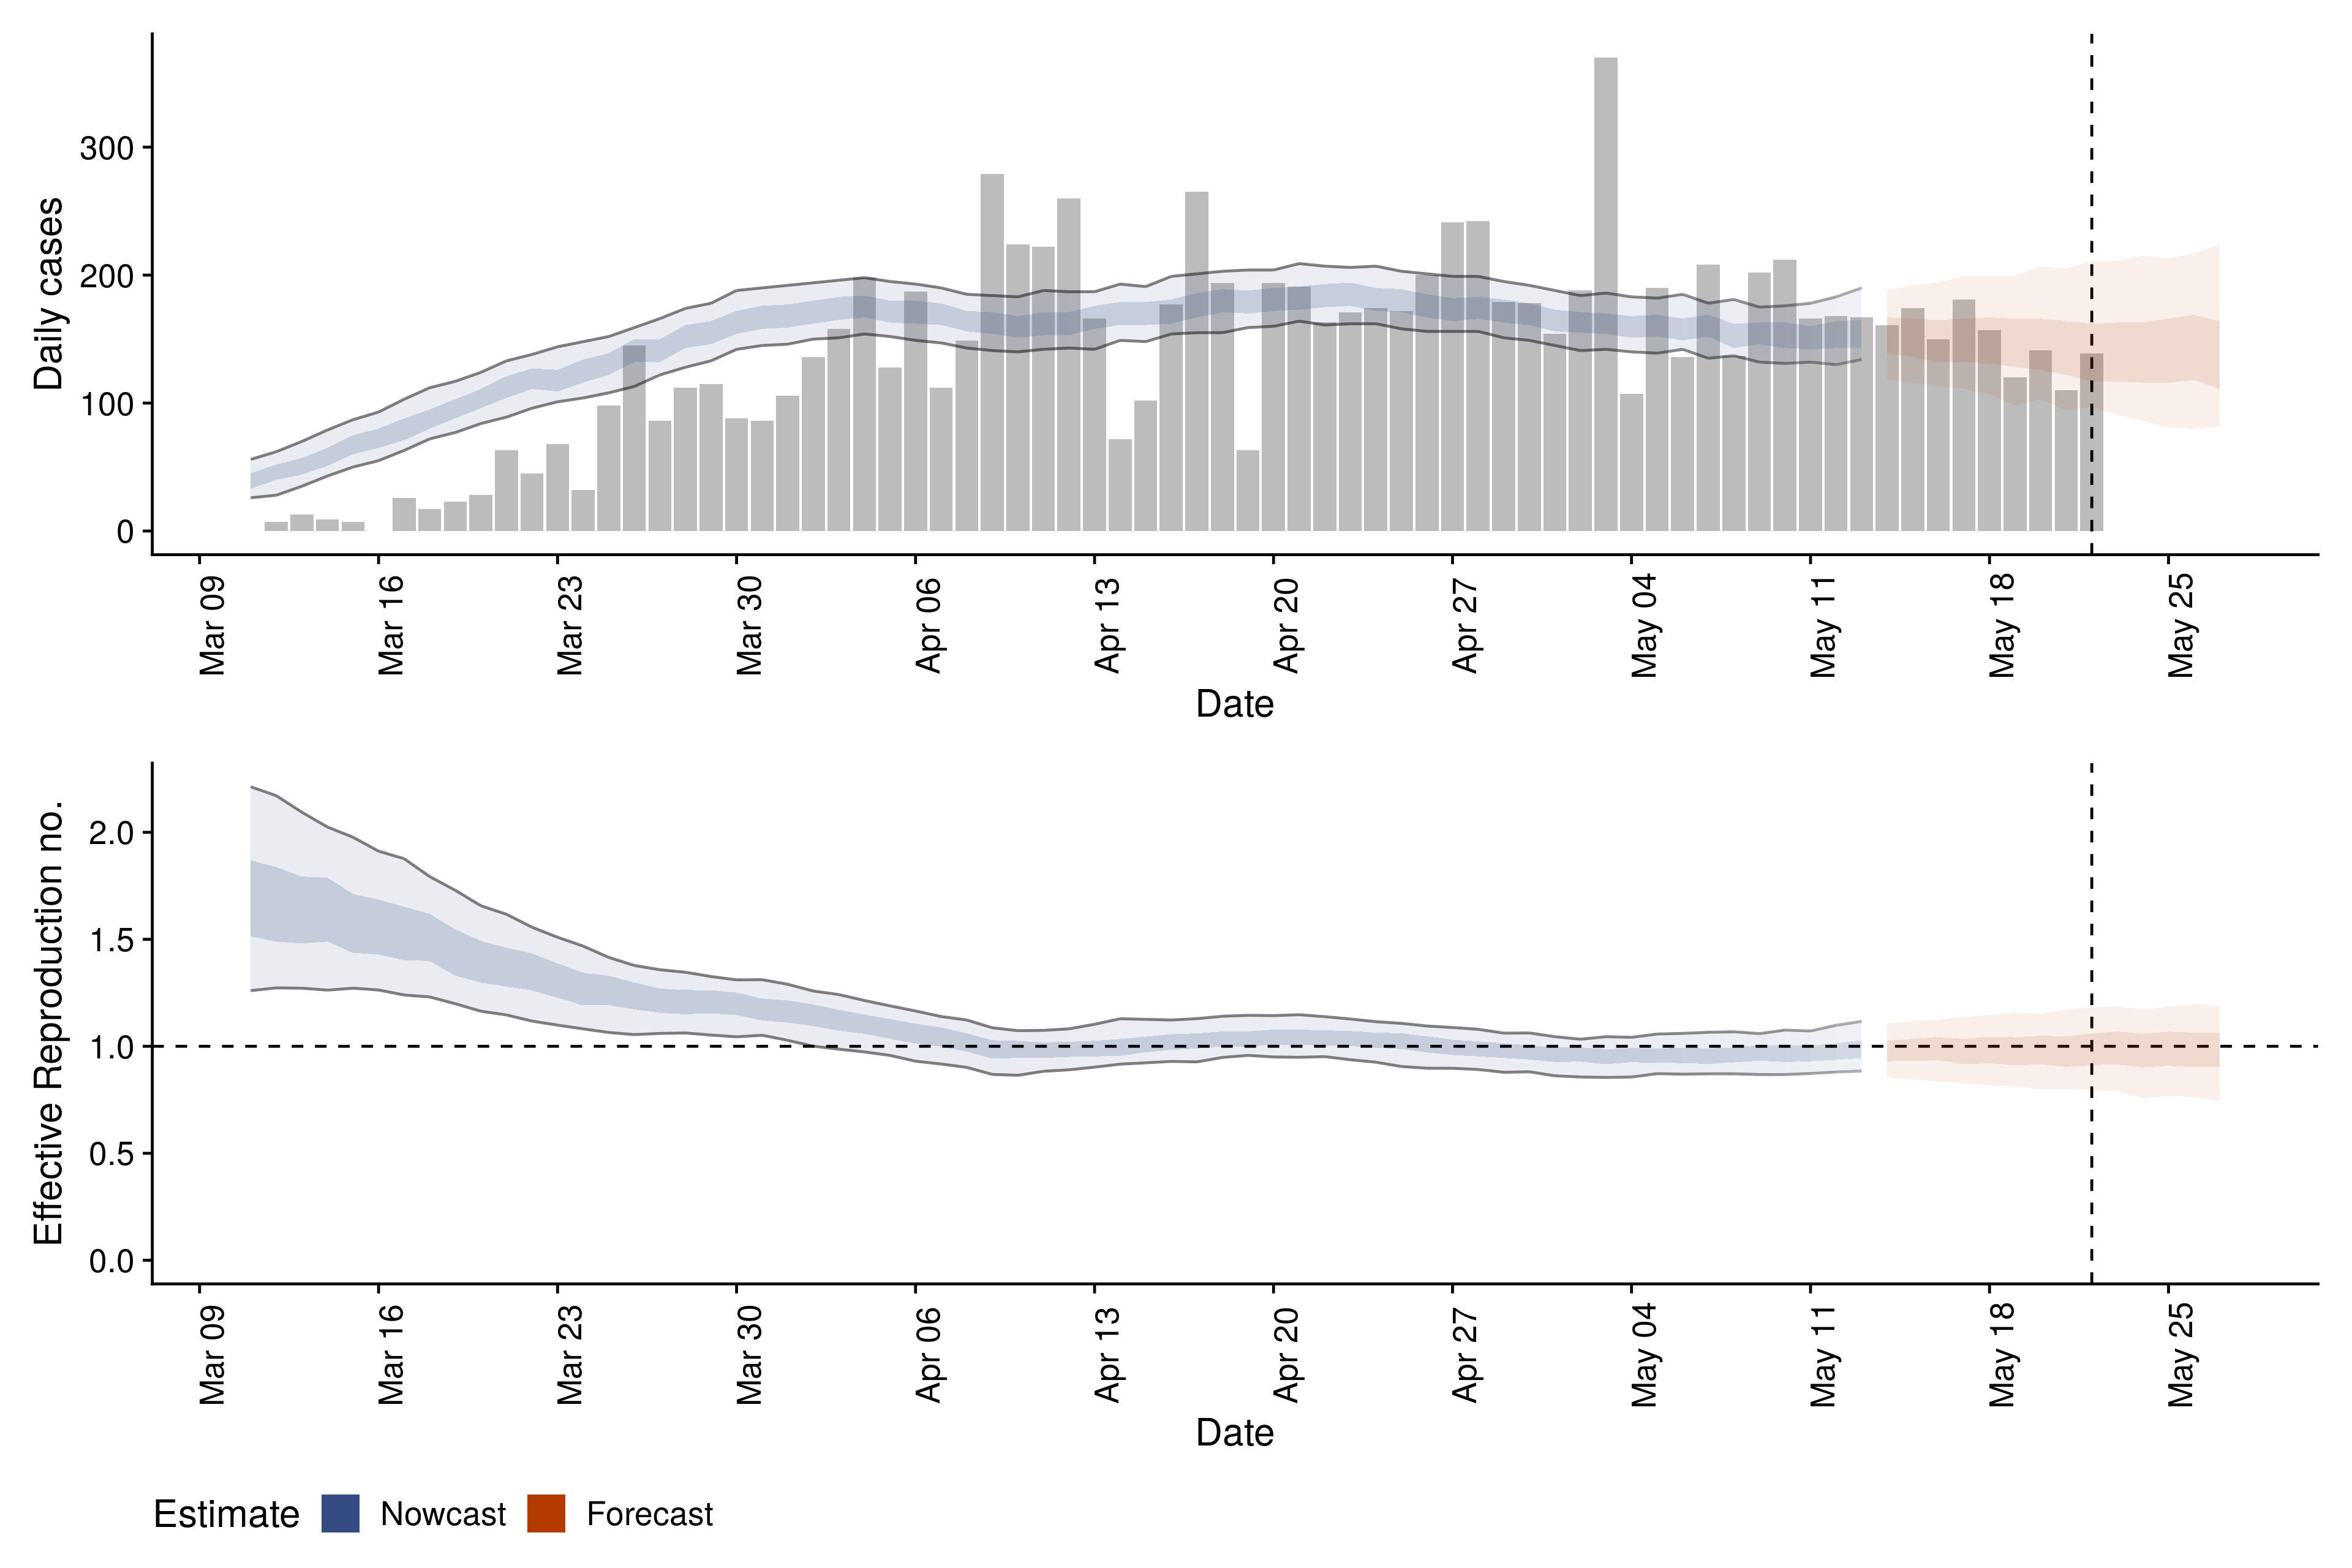 Daily cases
300
200
100
0
Mar 09 Mar 16 Mar 23 Mar 30 Apr 06 Apr 13 Apr 20 Apr 27 May 04 May 11 May 18 May 25
Date
Effective Reproduction no.
2.0
1.5
1.0
0.5
0.0
Mar 09 Mar 16 Mar 23 Mar 30 Apr 06 Apr 13 Apr 20 Apr 27 May 04 May 11 May 18 May 25
Date
Estimate Nowcast Forecast